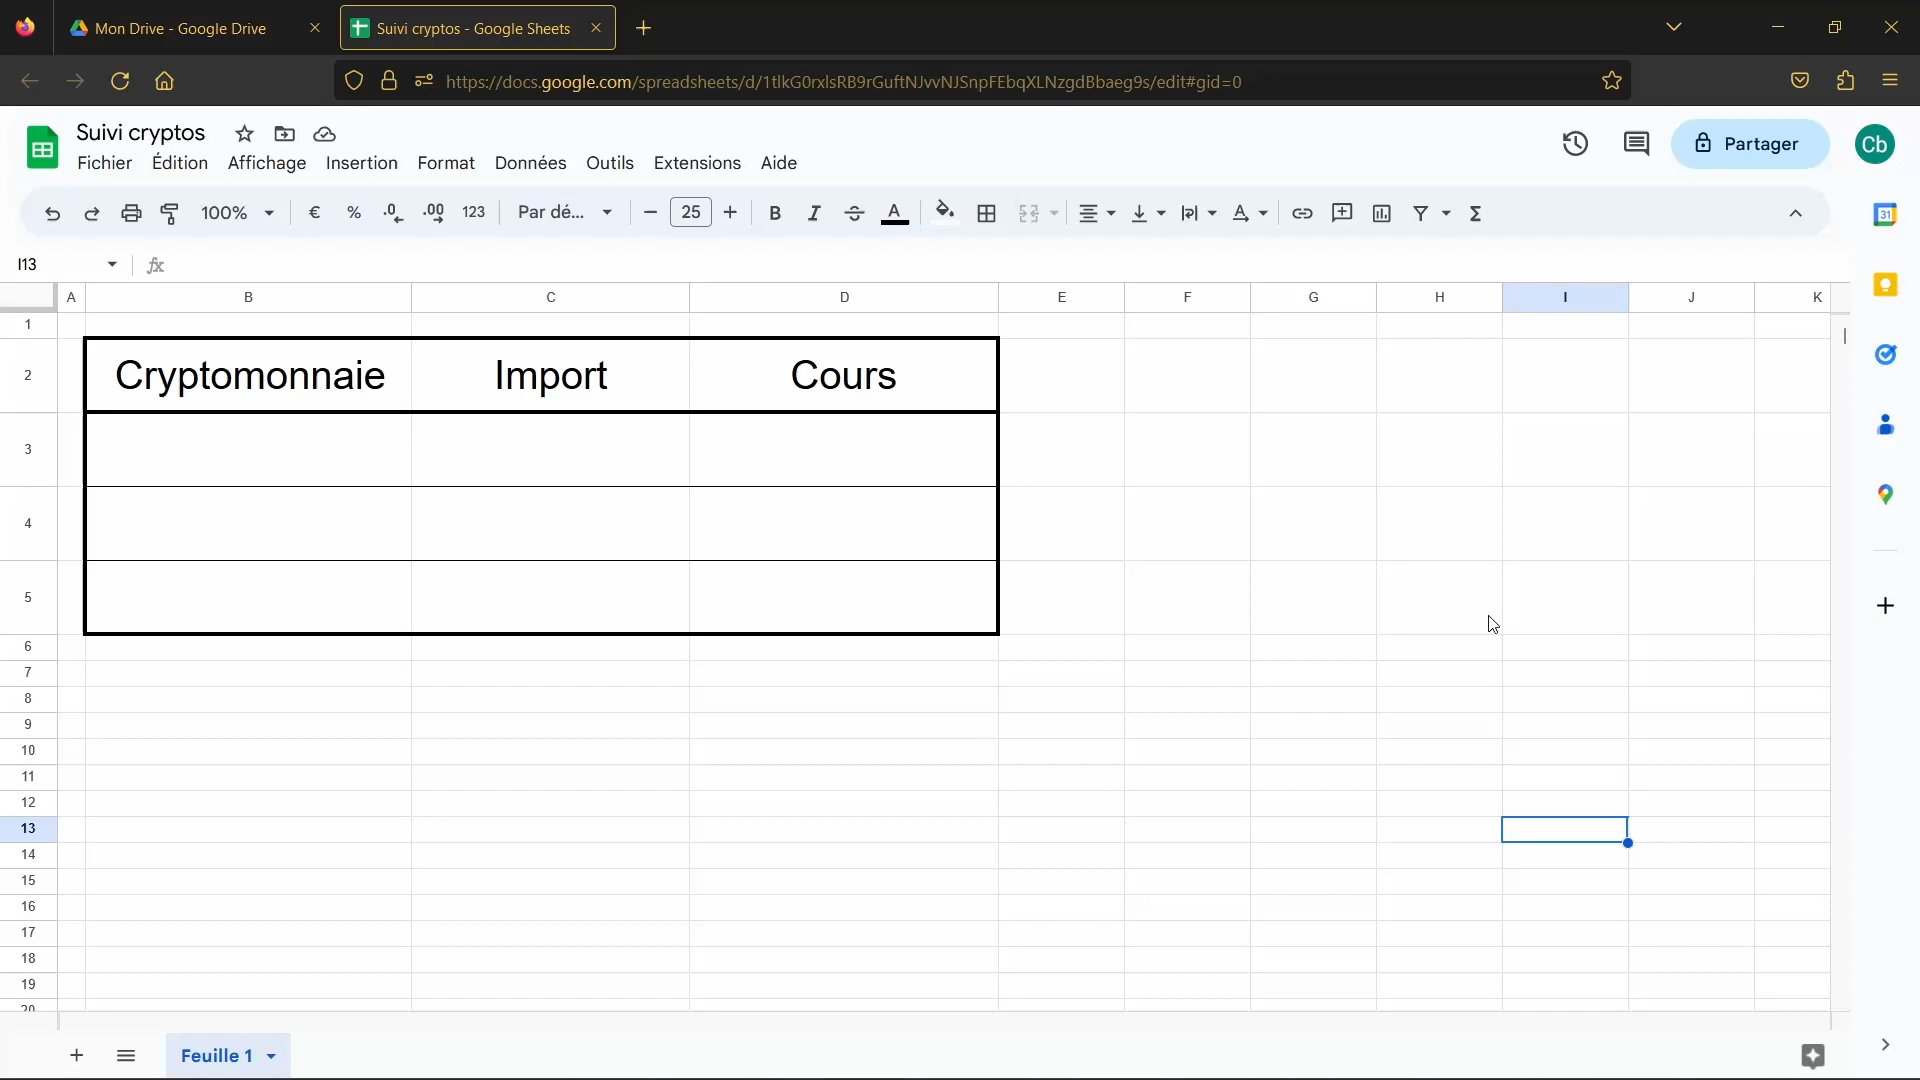 Mon Drive - Google Drive
Suivi cryptos - Google Sheets
https://docs.google.com/spreadsheets/d/1tlkG0rxlsRB9rGuftNJvvNJSnpFEbqXLNzgdBbaeg9s/edit#gid=0
Suivi cryptos
Fichier Édition Affichage Insertion Format Données Outils Extensions Aide
Partager
Cb
100% € % .0 .00 123 Par dé... 25 B I A A Σ
31
I13 fx
A B C D E F G H I J K
1
2 Cryptomonnaie Import Cours
3
4
5
6
7
8
9
10
11
12
13
14
15
16
17
18
19
20
Feuille 1